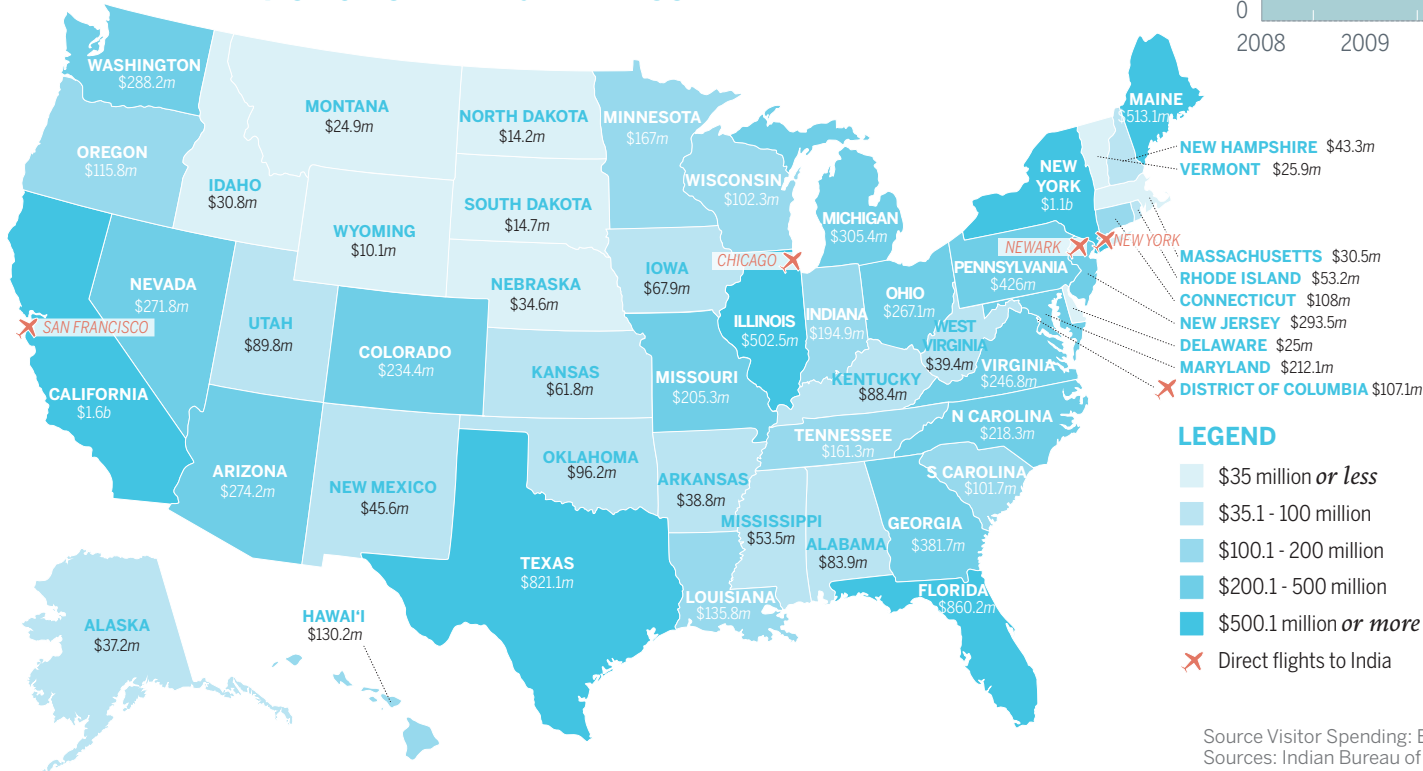 0
2008 2009
WASHINGTON
$288.2m
MONTANA
$24.9m
NORTH DAKOTA
$14.2m
MINNESOTA
$167m
MAINE
$513.1m
OREGON
$115.8m
IDAHO
$30.8m
WYOMING
$10.1m
SOUTH DAKOTA
$14.7m
WISCONSIN
$102.3m
MICHIGAN
$305.4m
NEW
YORK
$1.1b
NEW HAMPSHIRE $43.3m
VERMONT $25.9m
NEVADA
$271.8m
UTAH
$89.8m
NEBRASKA
$34.6m
IOWA
$67.9m
CHICAGO
NEWARK
NEW YORK
PENNSYLVANIA
$426m
MASSACHUSETTS $30.5m
RHODE ISLAND $53.2m
CONNECTICUT $108m
NEW JERSEY $293.5m
DELAWARE $25m
MARYLAND $212.1m
DISTRICT OF COLUMBIA $107.1m
SAN FRANCISCO
CALIFORNIA
$1.6b
COLORADO
$234.4m
KANSAS
$61.8m
MISSOURI
$205.3m
ILLINOIS
$502.5m
INDIANA
$194.9m
OHIO
$267.1m
WEST
VIRGINIA
$39.4m
VIRGINIA
$246.8m
KENTUCKY
$88.4m
N CAROLINA
$218.3m
TENNESSEE
$161.3m
S CAROLINA
$101.7m
ARIZONA
$274.2m
NEW MEXICO
$45.6m
OKLAHOMA
$96.2m
ARKANSAS
$38.8m
MISSISSIPPI
$53.5m
ALABAMA
$83.9m
GEORGIA
$381.7m
TEXAS
$821.1m
LOUISIANA
$135.8m
FLORIDA
$860.2m
ALASKA
$37.2m
HAWAI‘I
$130.2m
LEGEND
$35 million or less
$35.1 - 100 million
$100.1 - 200 million
$200.1 - 500 million
$500.1 million or more
Direct flights to India
Source Visitor Spending:
Sources: Indian Bureau of